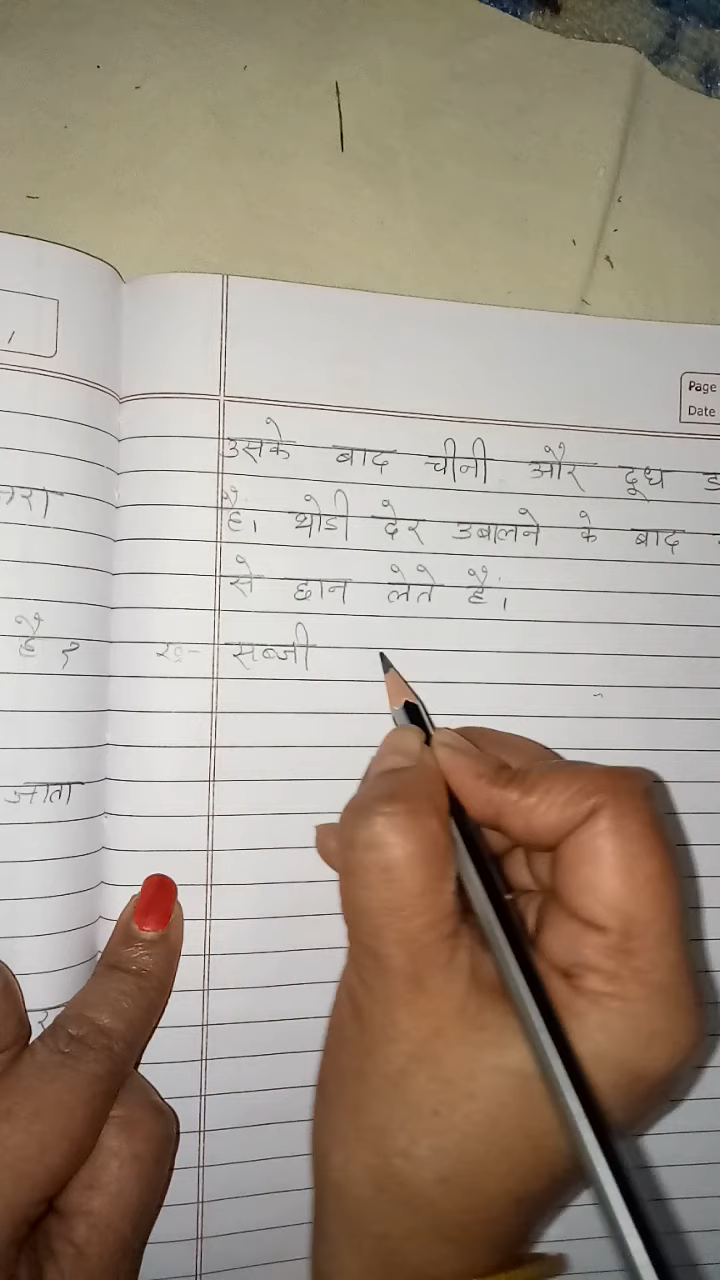 Page
Date
उसके बाद चीनी और दूध
है। थोडी देर उबालने के बाद
से छान लेते है।
है ?
ख- सब्जी
जाता